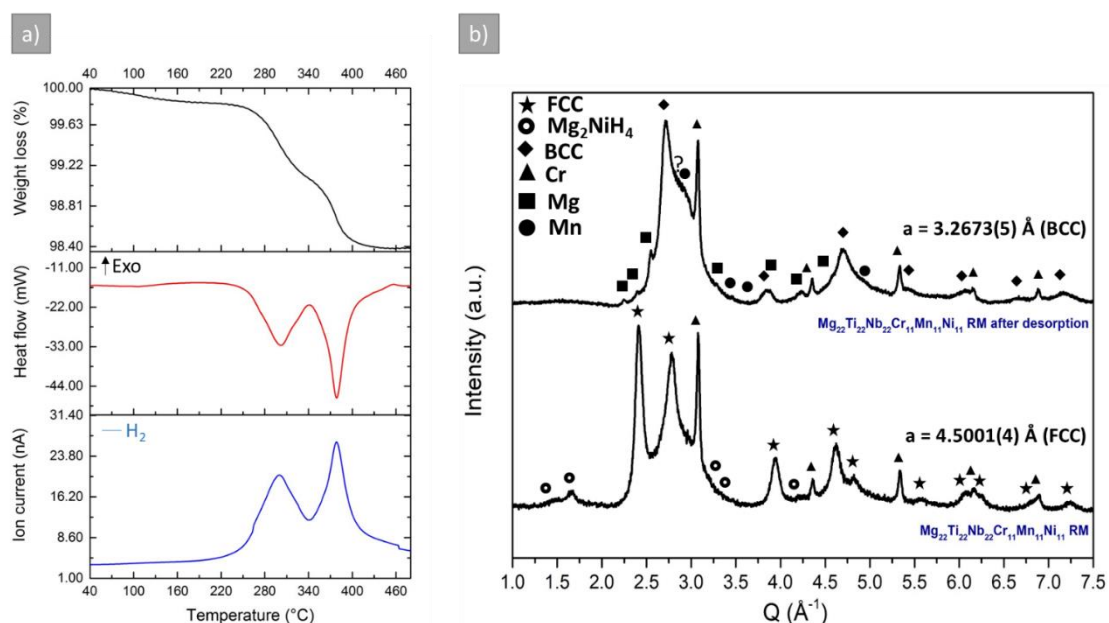 a)
40 100 160 220 280 340 400 460
100.00
99.63
99.22
98.81
98.40
Weight loss (%)
↑Exo
-11.00
-22.00
-33.00
-44.00
Heat flow (mW)
H₂
31.40
23.80
16.20
8.60
1.00
Ion current (nA)
40 100 160 220 280 340 400 460
Temperature (°C)
b)
FCC
Mg₂NiH₄
BCC
Cr
Mg
Mn
?
a = 3.2673(5) Å (BCC)
Mg₂₂Ti₂₂Nb₂₂Cr₁₁Mn₁₁Ni₁₁ RM after desorption
a = 4.5001(4) Å (FCC)
Mg₂₂Ti₂₂Nb₂₂Cr₁₁Mn₁₁Ni₁₁ RM
Intensity (a.u.)
1.0 1.5 2.0 2.5 3.0 3.5 4.0 4.5 5.0 5.5 6.0 6.5 7.0 7.5
Q (Å⁻¹)